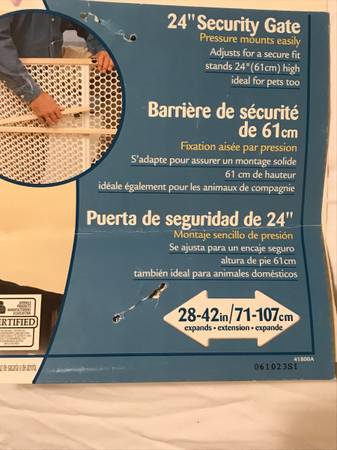 24" Security Gate
Pressure mounts easily
Adjusts for a secure fit
stands 24"(61cm) high
ideal for pets too
Barrière de sécurité
de 61cm
Fixation aisée par pression
S'adapte pour assurer un montage solide
61 cm de hauteur
idéale également pour les animaux de compagnie
Puerta de seguridad de 24"
Montaje sencillo de presión
Se ajusta para un encaje seguro
altura de pie 61cm
también ideal para animales domésticos
28-42in/71-107cm
expands • extension • expande
ERTIFIED
41800A
061023S1